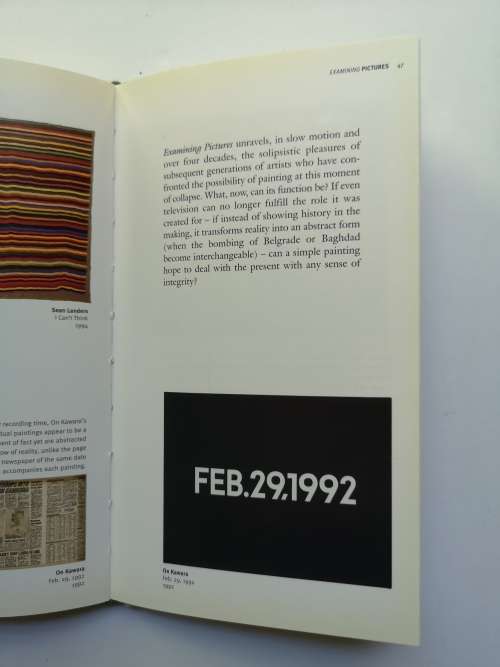 Sean Landers
I Can't Think
1994
recording time, On Kawara's
dual paintings appear to be a
ment of fact yet are abstracted
ow of reality, unlike the page
newspaper of the same date
accompanies each painting.
On Kawara
Feb. 29, 1992
1992
EXAMINING PICTURES 47
Examining Pictures unravels, in slow motion and
over four decades, the solipsistic pleasures of
subsequent generations of artists who have con-
fronted the possibility of painting at this moment
of collapse. What, now, can its function be? If even
television can no longer fulfill the role it was
created for – if instead of showing history in the
making, it transforms reality into an abstract form
(when the bombing of Belgrade or Baghdad
become interchangeable) – can a simple painting
hope to deal with the present with any sense of
integrity?
FEB.29,1992
On Kawara
Feb. 29, 1992
1992